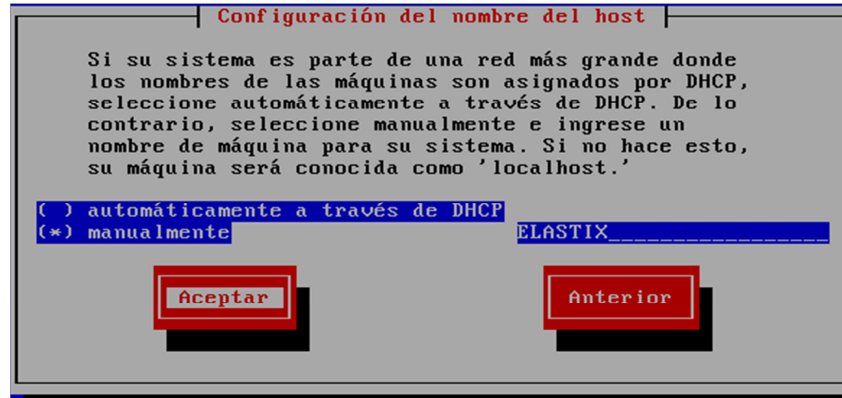 Configuración del nombre del host
Si su sistema es parte de una red más grande donde
los nombres de las máquinas son asignados por DHCP,
seleccione automáticamente a través de DHCP. De lo
contrario, seleccione manualmente e ingrese un
nombre de máquina para su sistema. Si no hace esto,
su máquina será conocida como 'localhost.'
( ) automáticamente a través de DHCP
(*) manualmente ELASTIX_________________
Aceptar Anterior